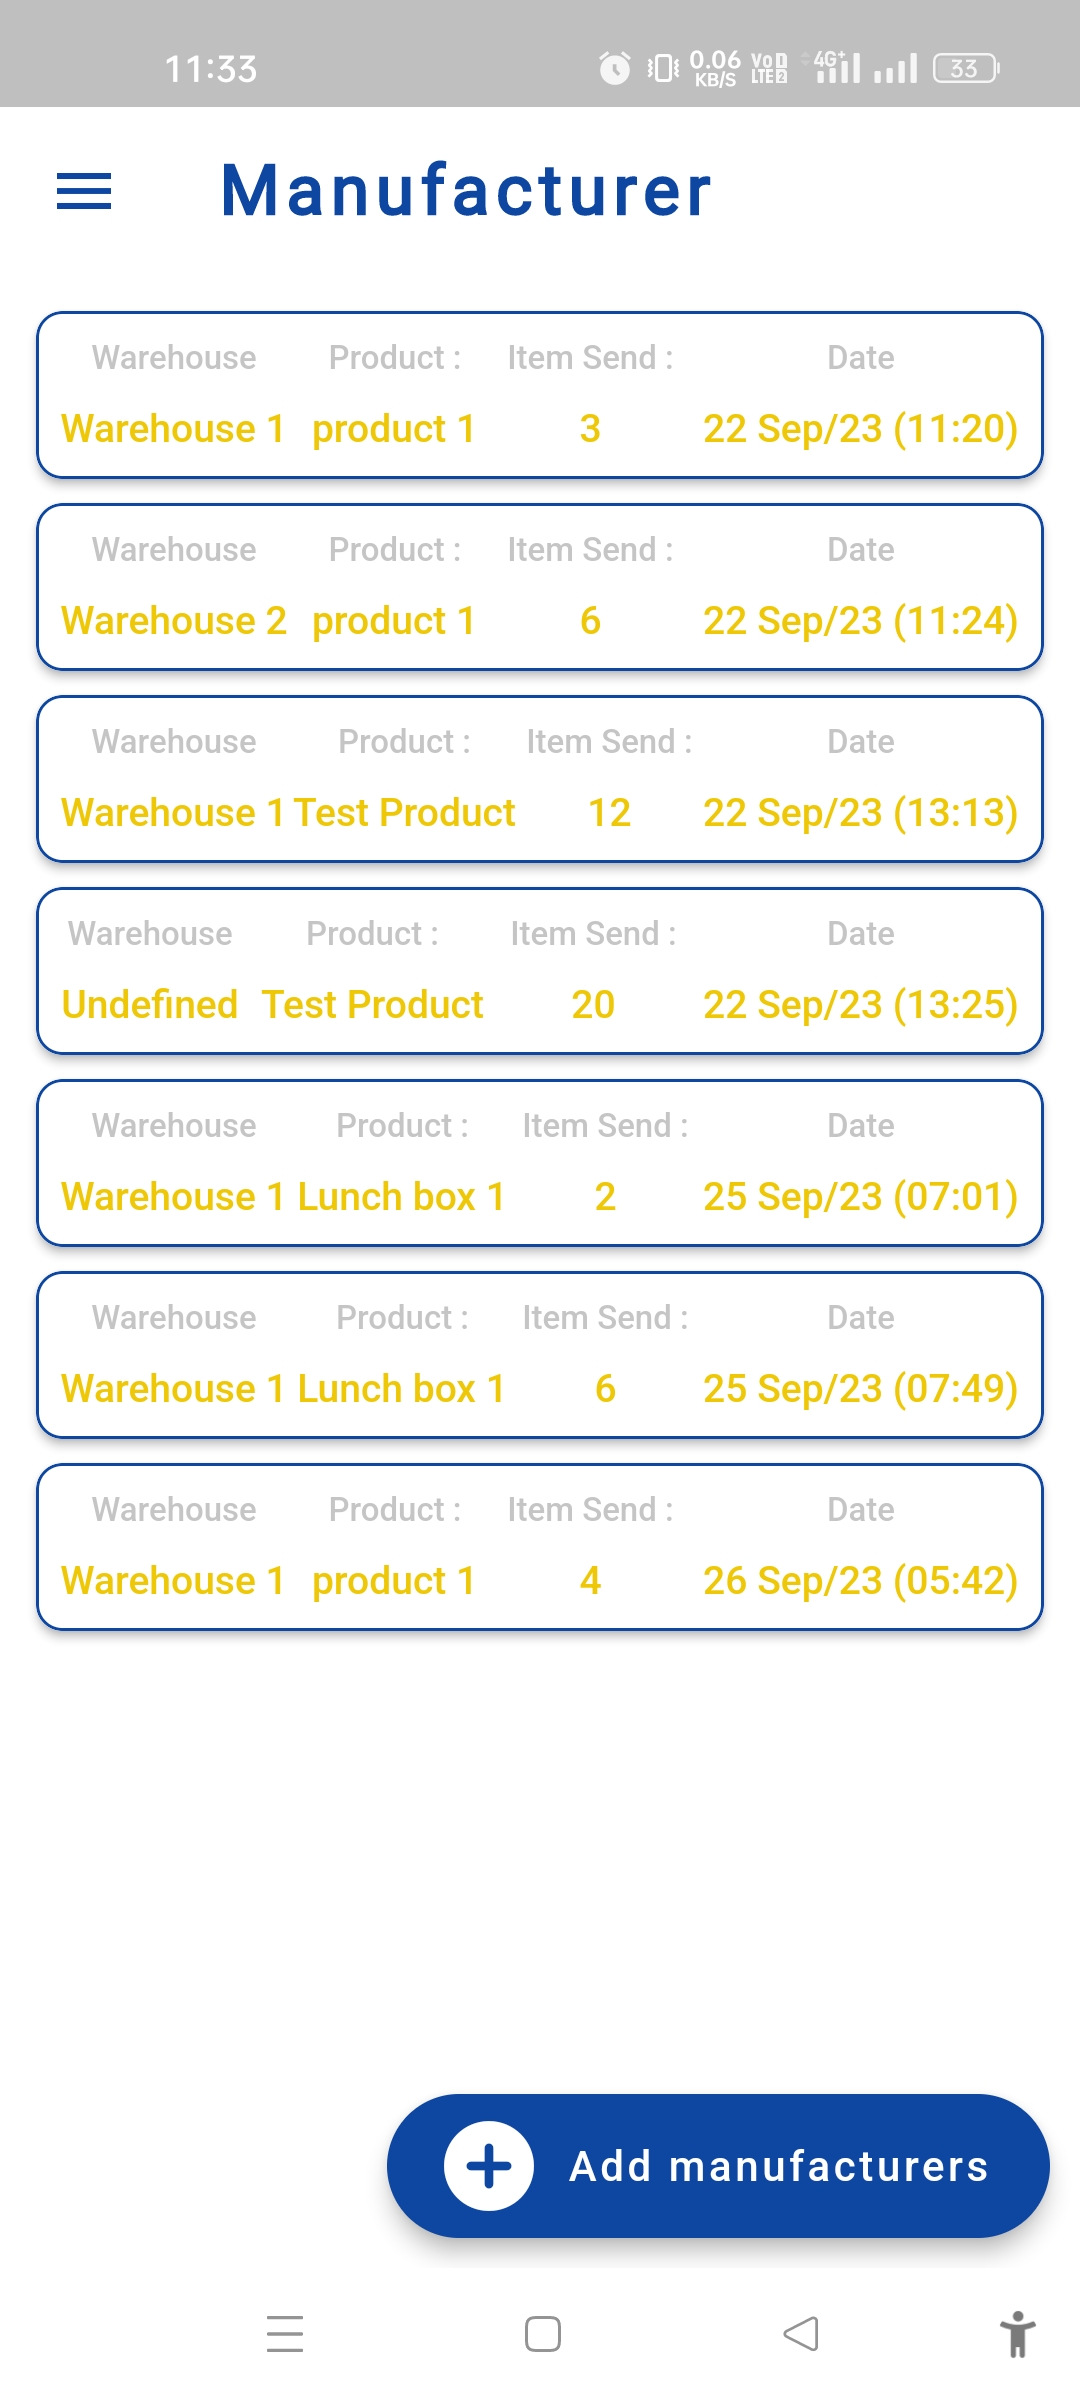 11:33 0.06 KB/S Vo LTE 1 2 4G+ 33
Manufacturer
Warehouse Product : Item Send : Date
Warehouse 1 product 1 3 22 Sep/23 (11:20)
Warehouse Product : Item Send : Date
Warehouse 2 product 1 6 22 Sep/23 (11:24)
Warehouse Product : Item Send : Date
Warehouse 1 Test Product 12 22 Sep/23 (13:13)
Warehouse Product : Item Send : Date
Undefined Test Product 20 22 Sep/23 (13:25)
Warehouse Product : Item Send : Date
Warehouse 1 Lunch box 1 2 25 Sep/23 (07:01)
Warehouse Product : Item Send : Date
Warehouse 1 Lunch box 1 6 25 Sep/23 (07:49)
Warehouse Product : Item Send : Date
Warehouse 1 product 1 4 26 Sep/23 (05:42)
Add manufacturers